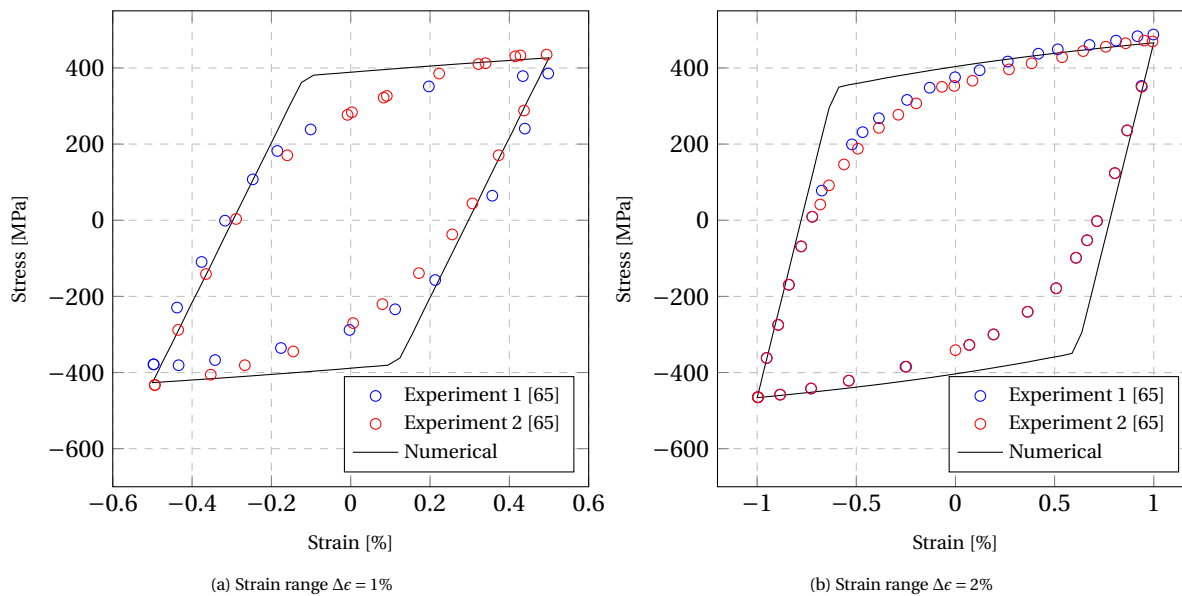 400
200
0
−200
−400
−600
Stress [MPa]
−0.6
−0.4
−0.2
0
0.2
0.4
0.6
Strain [%]
Experiment 1 [65]
Experiment 2 [65]
Numerical
(a) Strain range Δϵ = 1%
400
200
0
−200
−400
−600
Stress [MPa]
−1
−0.5
0
0.5
1
Strain [%]
Experiment 1 [65]
Experiment 2 [65]
Numerical
(b) Strain range Δϵ = 2%